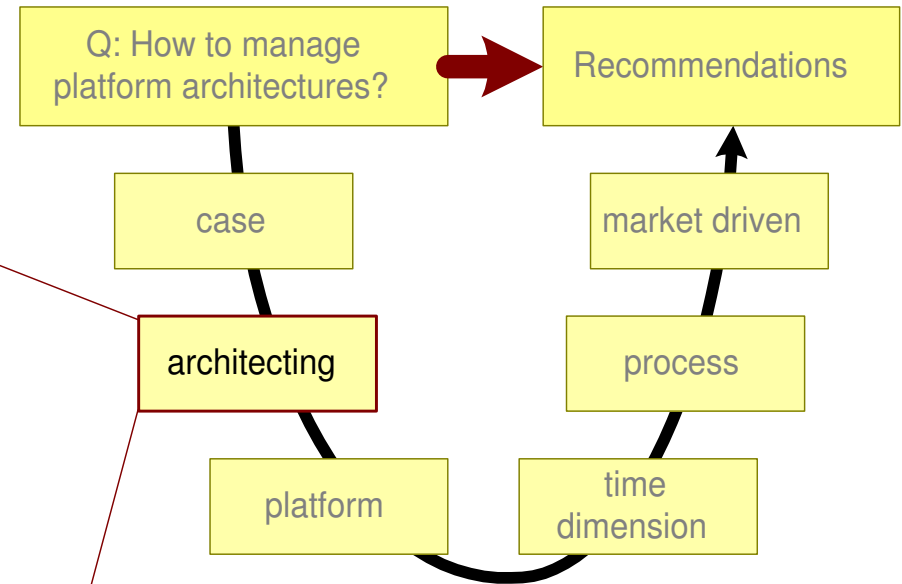 Q: How to manage
platform architectures?
Recommendations
case
market driven
architecting
process
platform
time
dimension